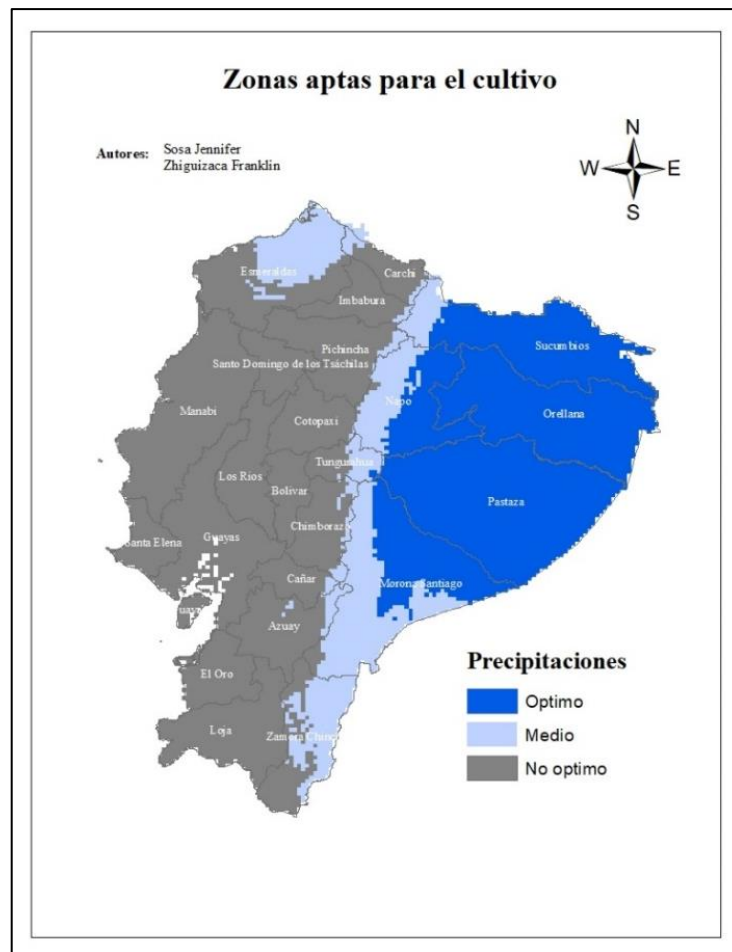 Zonas aptas para el cultivo
Autores: Sosa Jennifer
Zhiguizaca Franklin
N
W E
S
Esmeraldas
Carchi
Imbabura
Pichincha
Sucumbios
Santo Domingo de los Tsáchilas
Napo
Manabi
Orellana
Cotopaxi
Los Rios
Tungurahua
Bolivar
Pastaza
Chimborazo
Santa Elena
Guayas
Cañar
Morona Santiago
Azuay
El Oro
Loja
Zamora Chinc
Precipitaciones
Optimo
Medio
No optimo